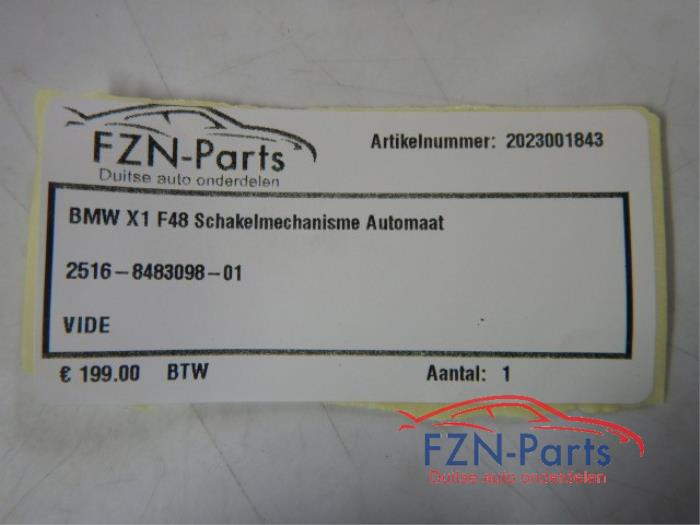 FZN-Parts
Duitse auto onderdelen
Artikelnummer: 2023001843
BMW X1 F48 Schakelmechanisme Automaat
2516-8483098-01
VIDE
€ 199.00 BTW Aantal: 1
FZN-Parts
Duitse auto onderdelen